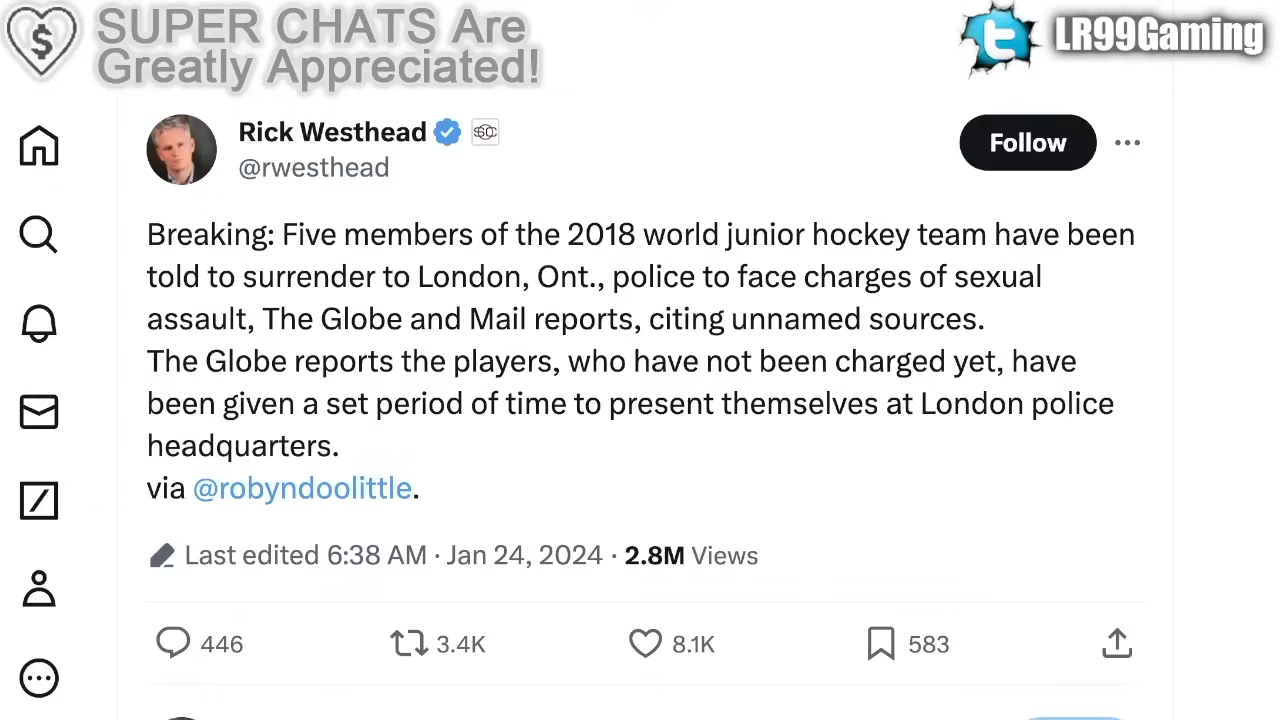 SUPER CHATS Are
Greatly Appreciated!
LR99Gaming
Rick Westhead
@rwesthead
Follow
Breaking: Five members of the 2018 world junior hockey team have been
told to surrender to London, Ont., police to face charges of sexual
assault, The Globe and Mail reports, citing unnamed sources.
The Globe reports the players, who have not been charged yet, have
been given a set period of time to present themselves at London police
headquarters.
via @robyndoolittle.
Last edited 6:38 AM · Jan 24, 2024 · 2.8M Views
446 3.4K 8.1K 583